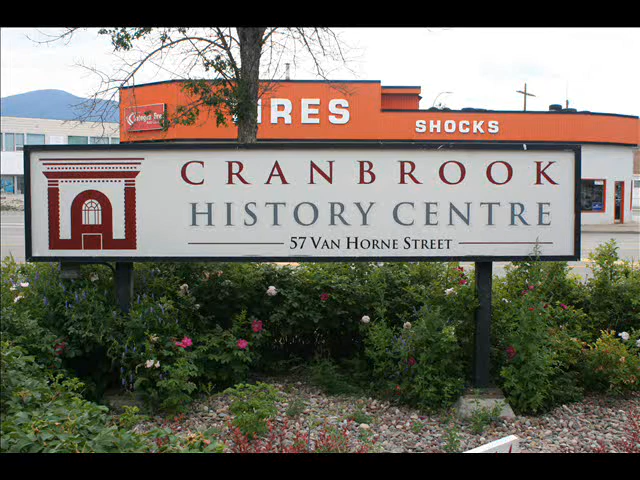 IRES
SHOCKS
CRANBROOK
HISTORY CENTRE
57 VAN HORNE STREET